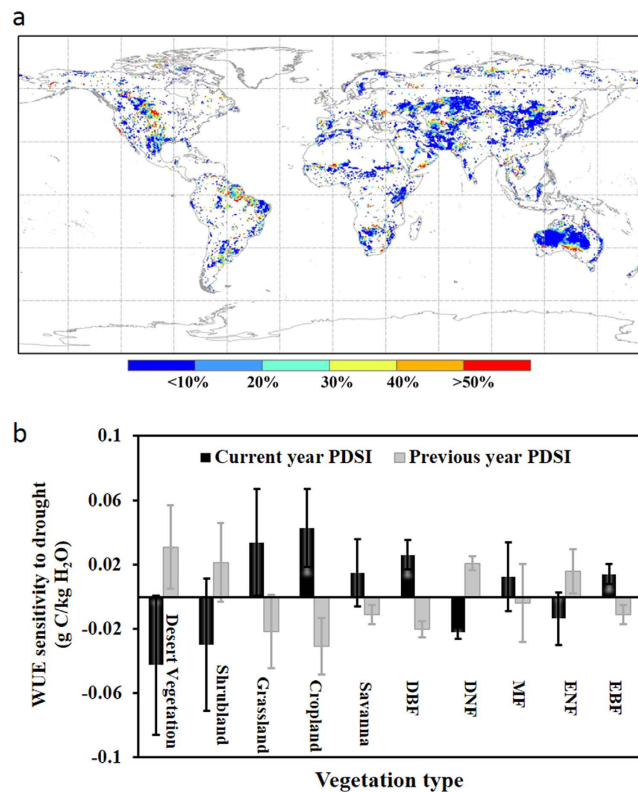 a
<10% 20% 30% 40% >50%
b
0.1
0.06
0.02
-0.02
-0.06
-0.1
WUE sensitivity to drought
(g C/kg H₂O)
Current year PDSI Previous year PDSI
Desert Vegetation
Shrubland
Grassland
Cropland
Savanna
DBF
DNF
MF
ENF
EBF
Vegetation type